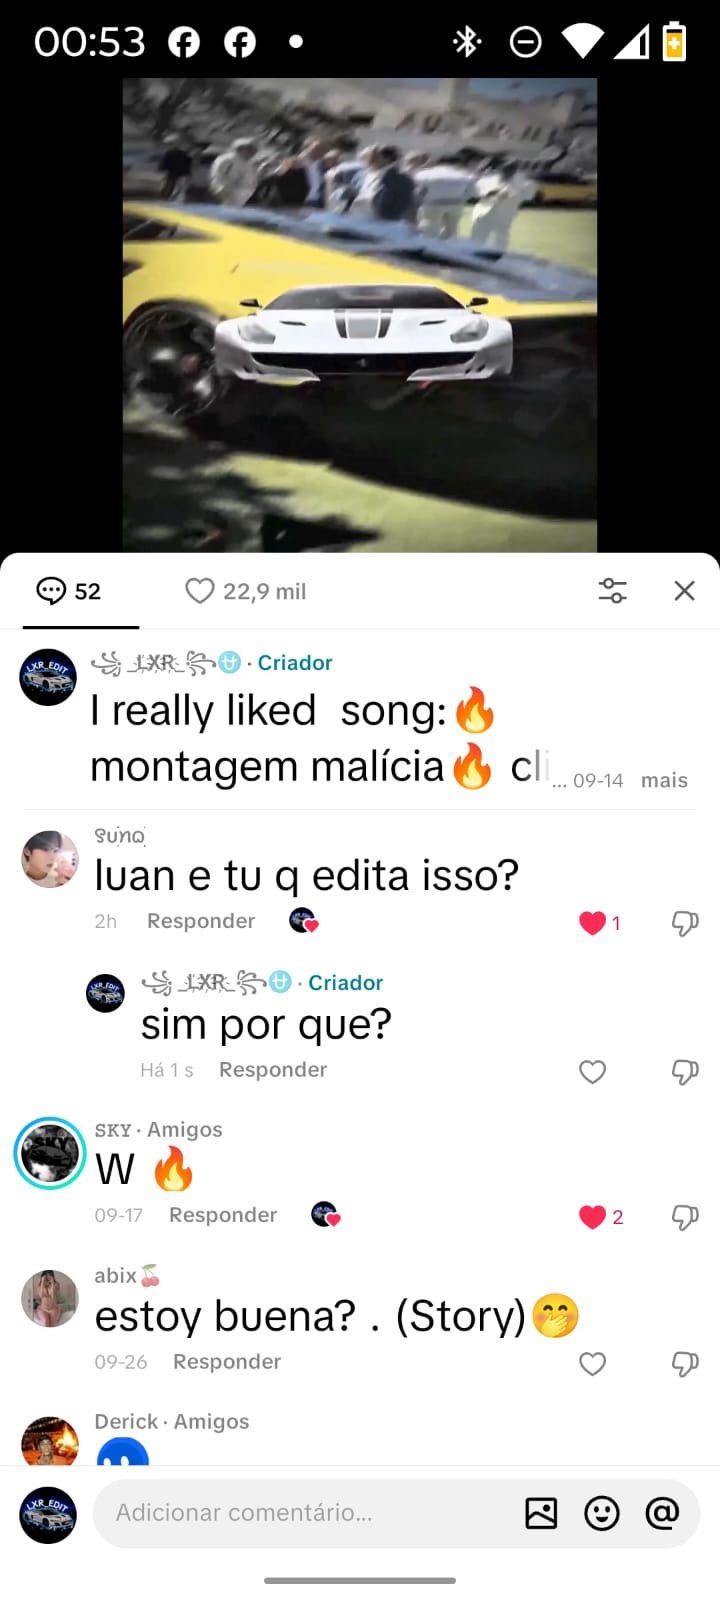 00:53
52
22,9 mil
LXR · Criador
I really liked song:🔥
montagem malícia🔥 cli... 09-14 mais
luan e tu q edita isso?
2h Responder 1
LXR · Criador
sim por que?
Há 1 s Responder
SKY · Amigos
W 🔥
09-17 Responder 2
abix🍒
estoy buena? . (Story)🤭
09-26 Responder
Derick · Amigos
LXR_EDIT
Adicionar comentário...